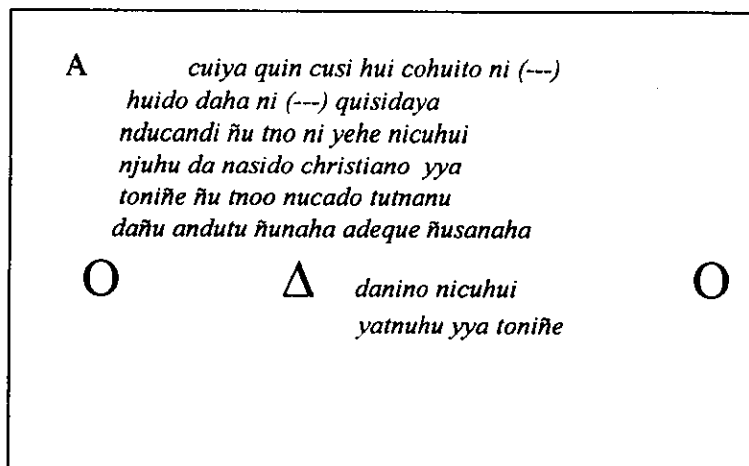 A cuiya quin cusi hui cohuito ni (---)
huido daha ni (---) quisidaya
nducandi ñu tno ni yehe nicuhui
njuhu da nasido christiano yya
toniñe ñu tnoo nucado tutnanu
dañu andutu ñunaha adeque ñusanaha
O Δ danino nicuhui O
yatnuhu yya toniñe